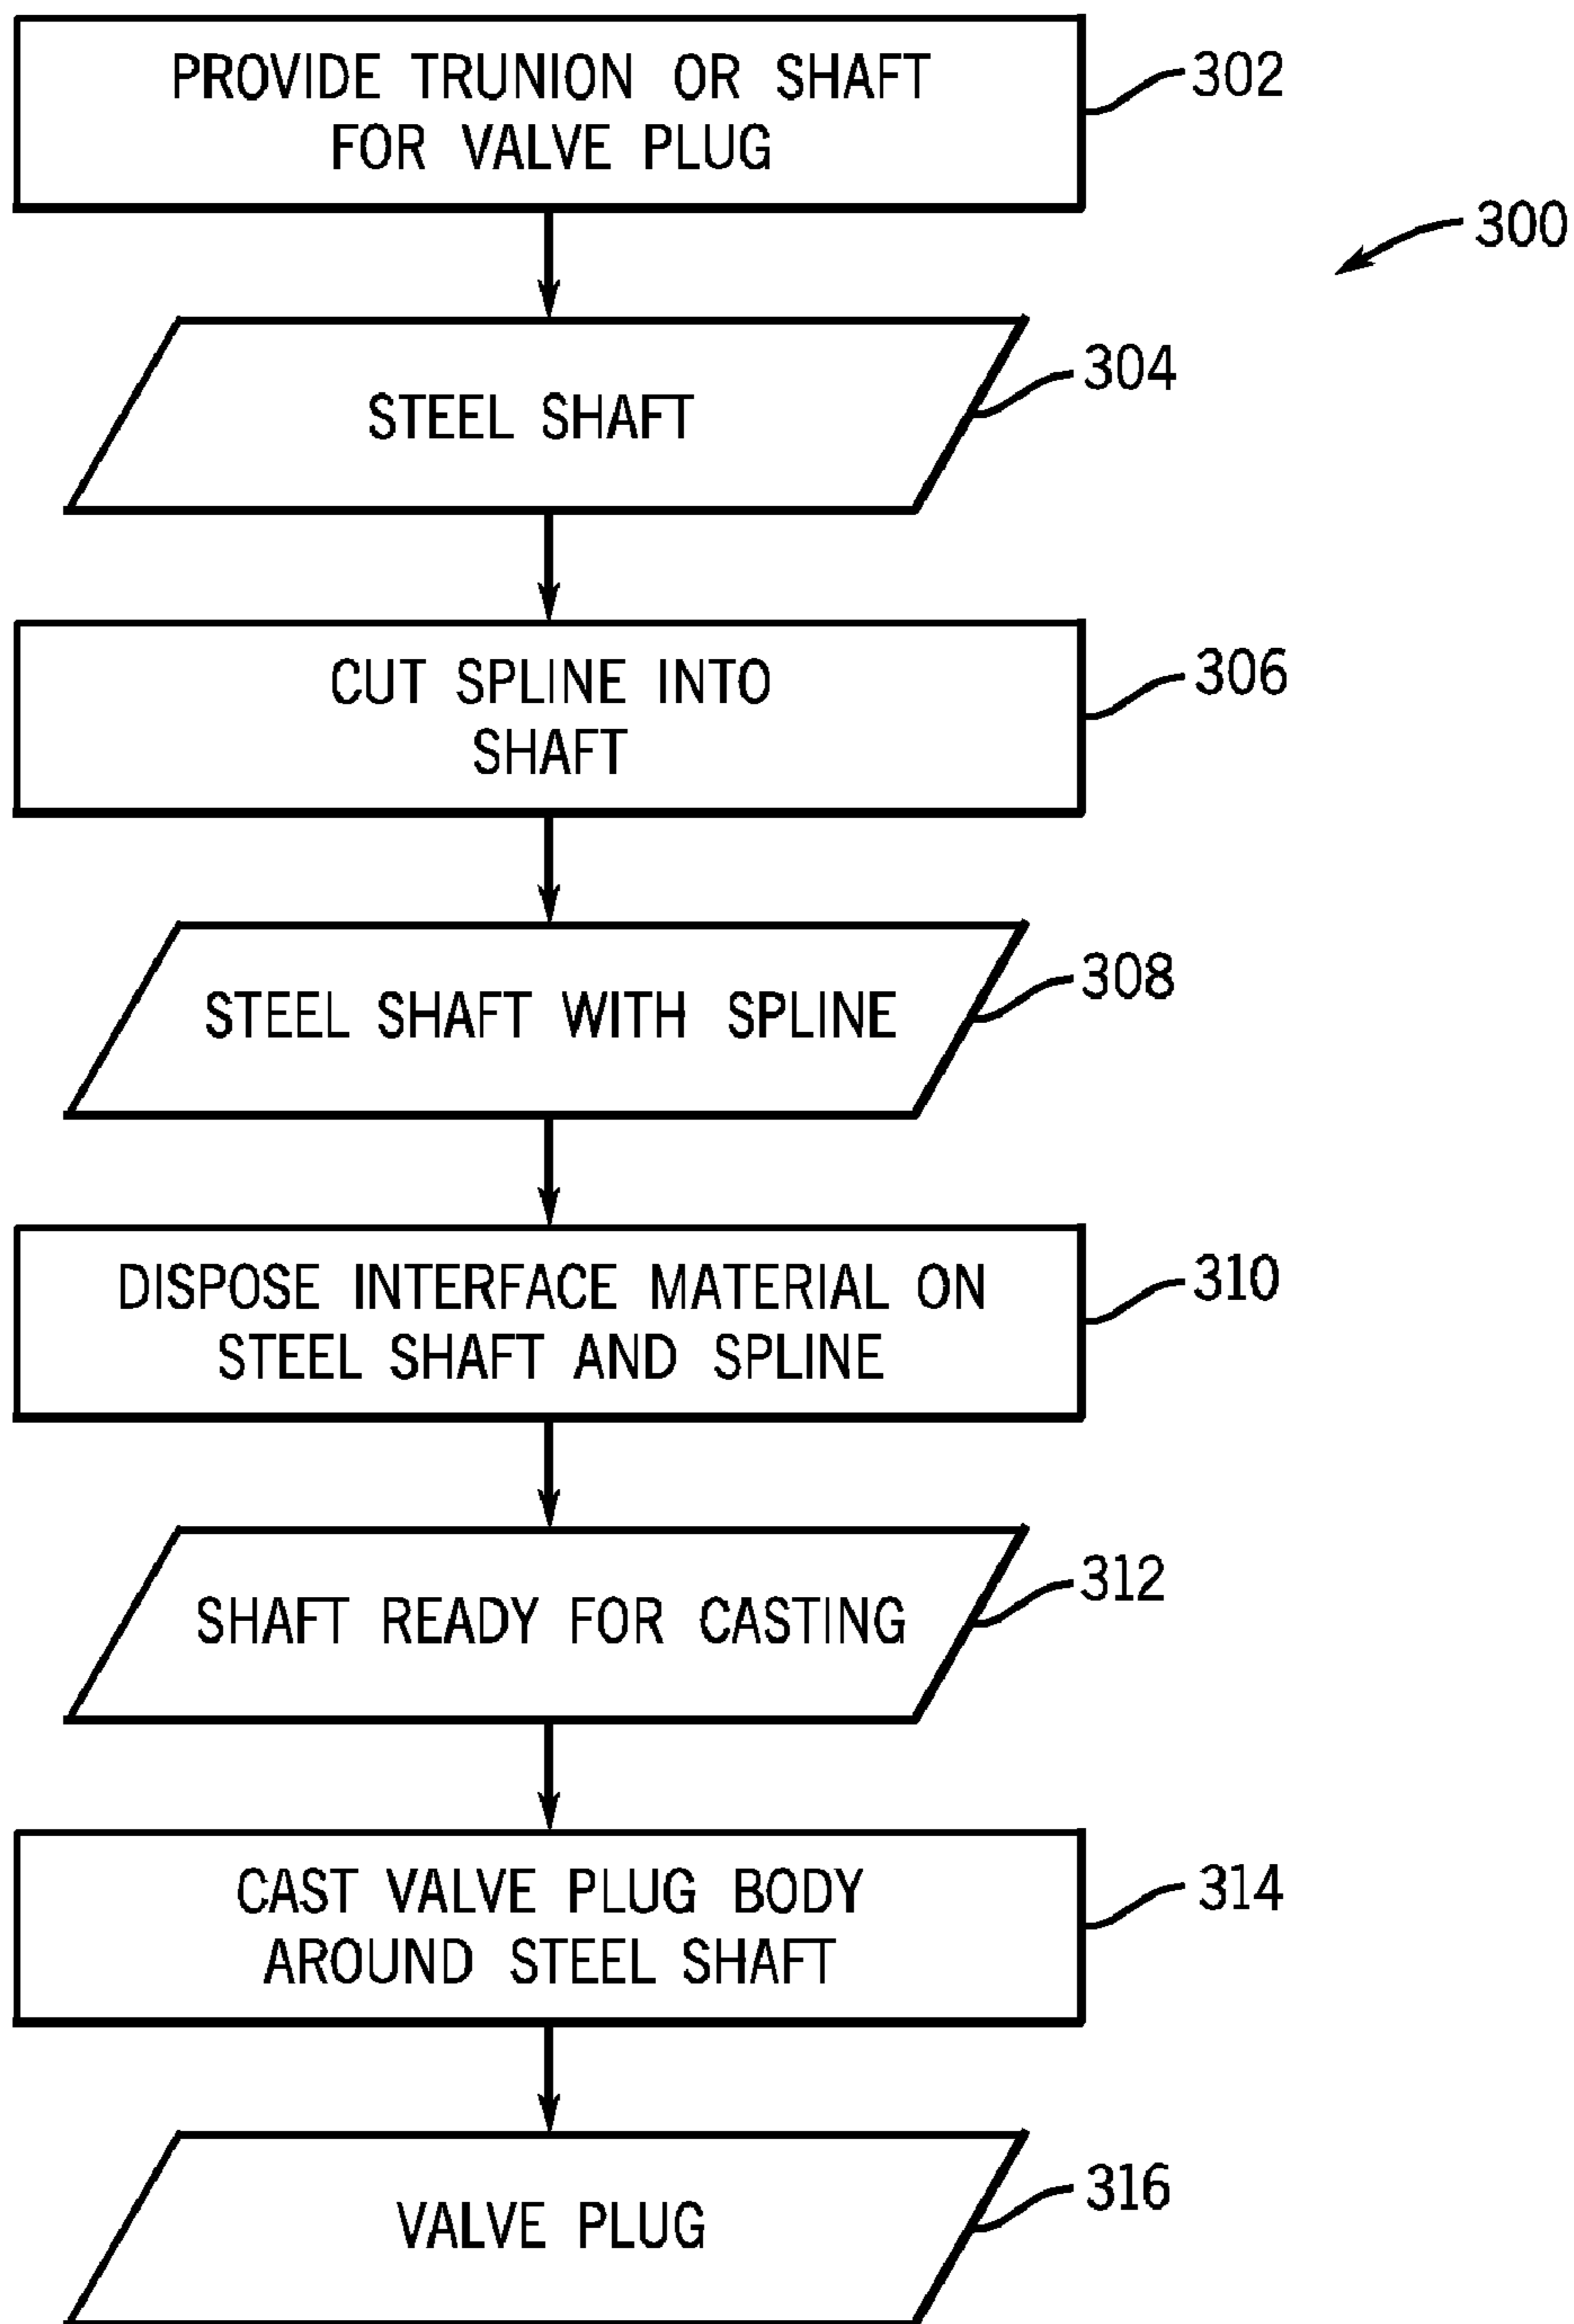 PROVIDE TRUNION OR SHAFT
FOR VALVE PLUG
302
300
STEEL SHAFT
304
CUT SPLINE INTO
SHAFT
306
STEEL SHAFT WITH SPLINE
308
DISPOSE INTERFACE MATERIAL ON
STEEL SHAFT AND SPLINE
310
SHAFT READY FOR CASTING
312
CAST VALVE PLUG BODY
AROUND STEEL SHAFT
314
VALVE PLUG
316